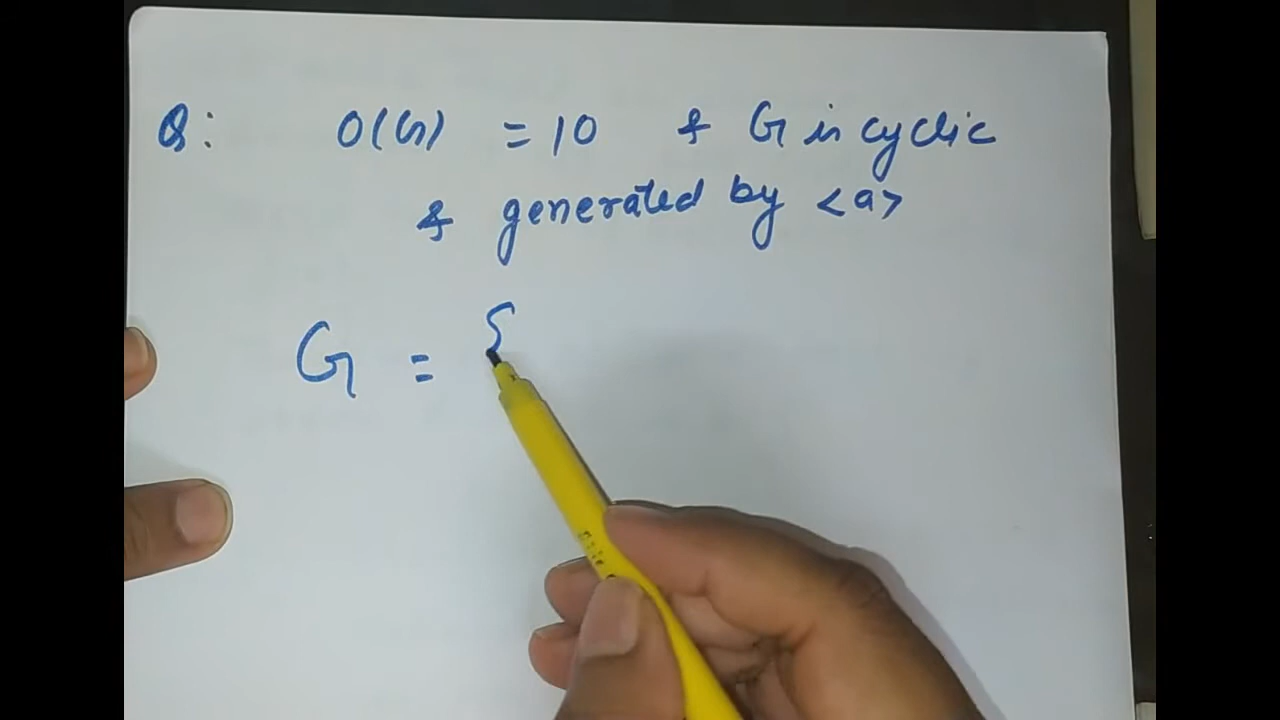 Q: O(G) = 10 & G is cyclic
& generated by <a>
G = {